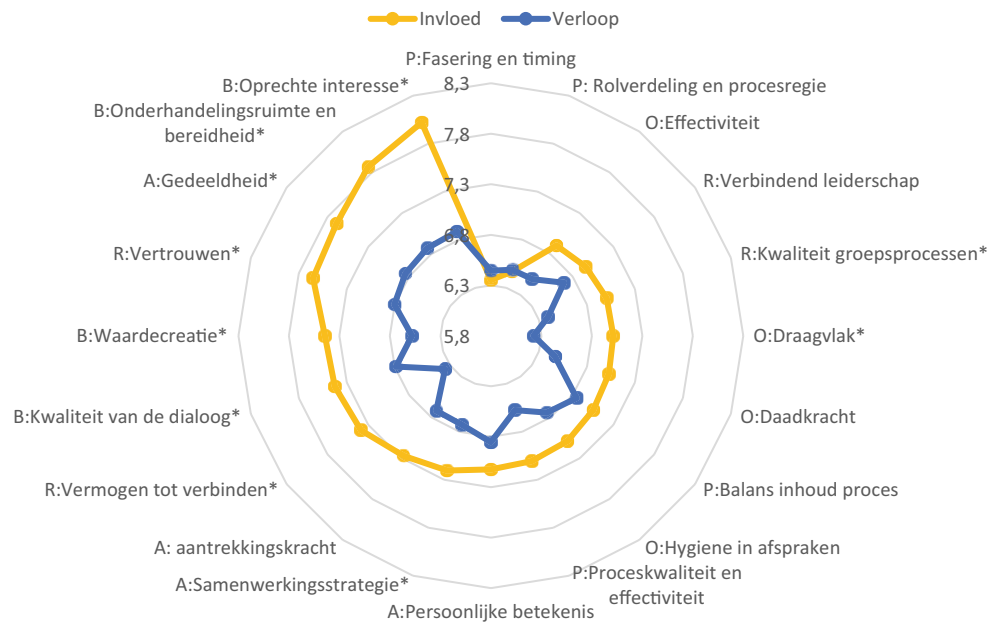 Invloed Verloop
P:Fasering en timing
B:Oprechte interesse*
8,3
P: Rolverdeling en procesregie
B:Onderhandelingsruimte en
bereidheid*
O:Effectiviteit
7,8
A:Gedeeldheid*
7,3
R:Verbindend leiderschap
R:Vertrouwen*
6,8
R:Kwaliteit groepsprocessen*
6,3
B:Waardecreatie*
5,8
O:Draagvlak*
B:Kwaliteit van de dialoog*
O:Daadkracht
R:Vermogen tot verbinden*
P:Balans inhoud proces
A: aantrekkingskracht
O:Hygiene in afspraken
A:Samenwerkingsstrategie*
P:Proceskwaliteit en
effectiviteit
A:Persoonlijke betekenis